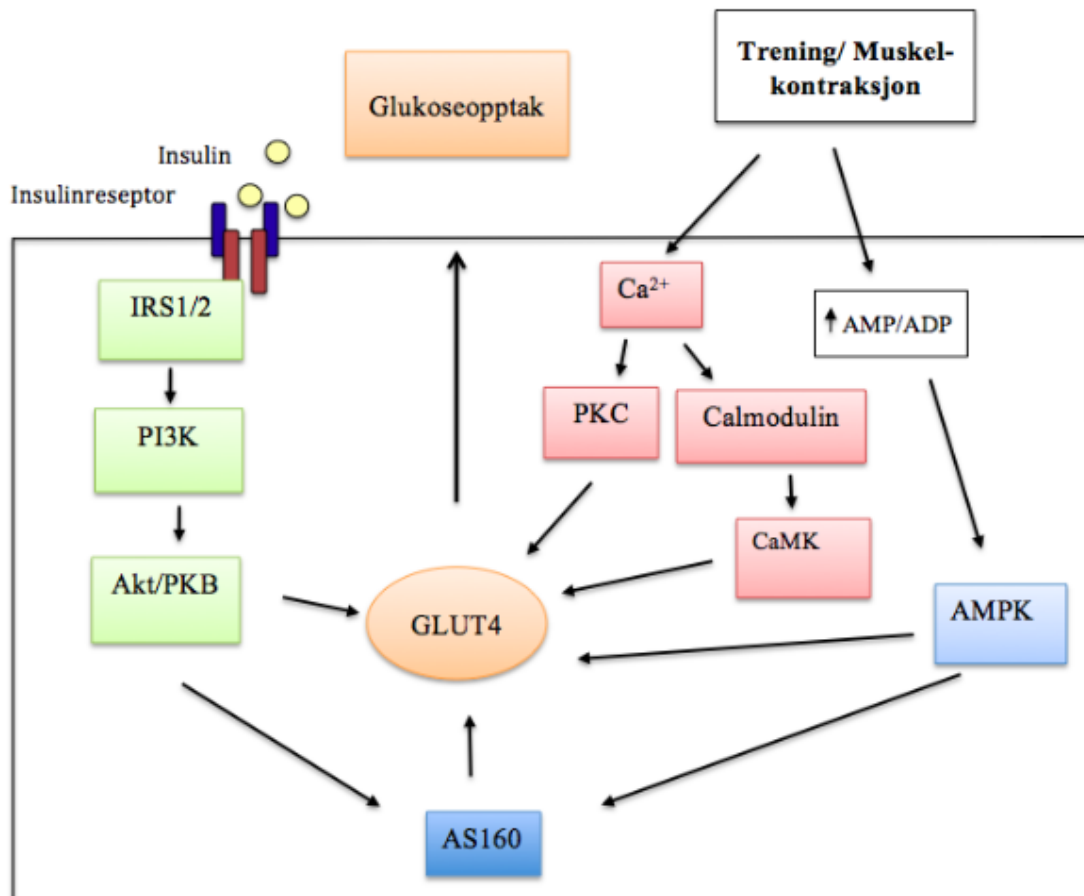 Trening/ Muskel-
kontraksjon
Glukoseopptak
Insulin
Insulinreseptor
IRS1/2
Ca²⁺
↑ AMP/ADP
PI3K
PKC
Calmodulin
Akt/PKB
CaMK
GLUT4
AMPK
AS160